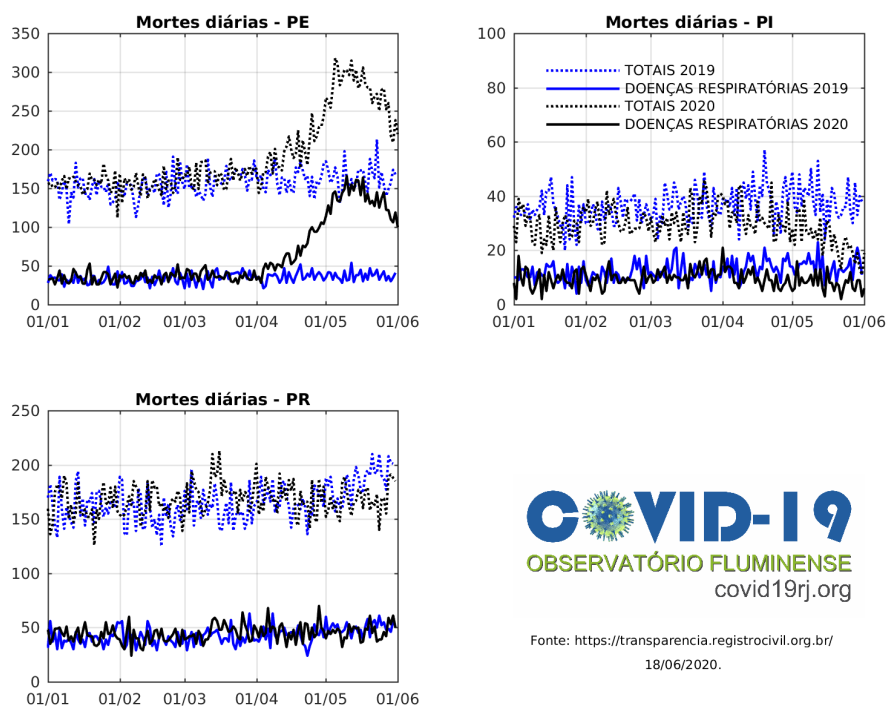 Mortes diárias - PE
350
300
250
200
150
100
50
0
01/01 01/02 01/03 01/04 01/05 01/06
Mortes diárias - PI
100
80
60
40
20
0
TOTAIS 2019
DOENÇAS RESPIRATÓRIAS 2019
TOTAIS 2020
DOENÇAS RESPIRATÓRIAS 2020
01/01 01/02 01/03 01/04 01/05 01/06
Mortes diárias - PR
250
200
150
100
50
0
01/01 01/02 01/03 01/04 01/05 01/06
COVID-19
OBSERVATÓRIO FLUMINENSE
covid19rj.org
Fonte: https://transparencia.registrocivil.org.br/
18/06/2020.